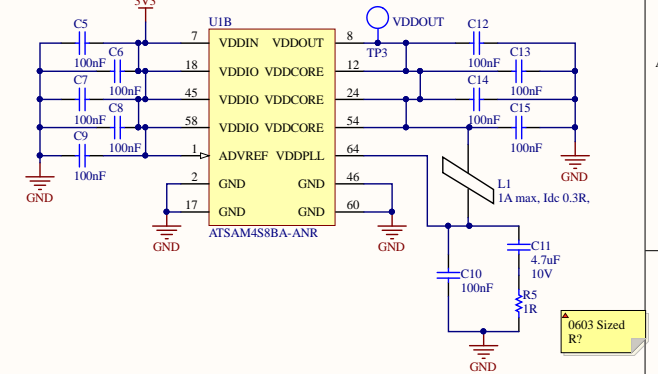 3V3
U1B
C5
100nF
C6
100nF
C7
100nF
C8
100nF
C9
100nF
GND
7 VDDIN VDDOUT 8
18 VDDIO VDDCORE 12
45 VDDIO VDDCORE 24
58 VDDIO VDDCORE 54
1 ADVREF VDDPLL 64
2 GND GND 46
17 GND GND 60
ATSAM4S8BA-ANR
GND
GND
VDDOUT
TP3
C12
100nF
C13
100nF
C14
100nF
C15
100nF
GND
L1
1A max, Idc 0.3R,
C11
4.7uF
10V
C10
100nF
R5
1R
GND
0603 Sized
R?